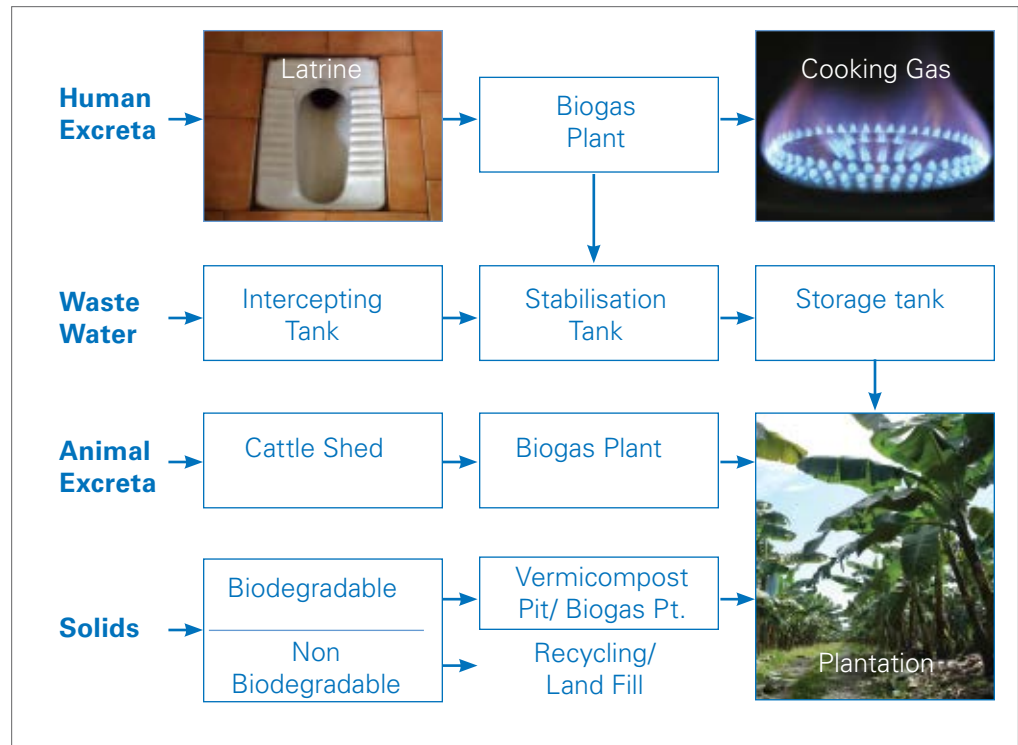 Human
Excreta
Latrine
Biogas
Plant
Cooking Gas
Waste
Water
Intercepting
Tank
Stabilisation
Tank
Storage tank
Animal
Excreta
Cattle Shed
Biogas Plant
Solids
Biodegradable
Non
Biodegradable
Vermicompost
Pit/ Biogas Pt.
Recycling/
Land Fill
Plantation